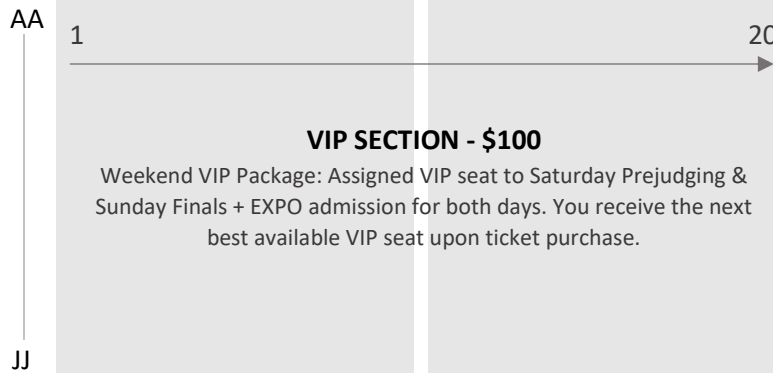 AA
1 20
VIP SECTION - $100
Weekend VIP Package: Assigned VIP seat to Saturday Prejudging &
Sunday Finals + EXPO admission for both days. You receive the next
best available VIP seat upon ticket purchase.
JJ